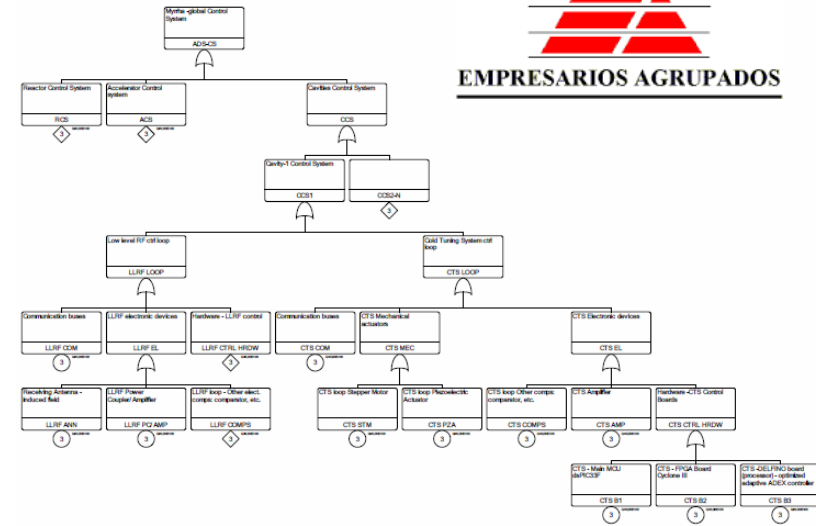 Myrrha -global Control
System
ADS-CS
EMPRESARIOS AGRUPADOS
Reactor Control System
RCS
3
Accelerator Control
system
ACS
3
Cavities Control System
CCS
Cavity-1 Control System
CCS1
CCS2-N
3
Low level RF ctrl loop
LLRF LOOP
Cold Tuning System ctrl
loop
CTS LOOP
Communication buses
LLRF COM
3
LLRF electronic devices
LLRF EL
Hardware - LLRF control
LLRF CTRL HRDW
3
Communication buses
CTS COM
3
CTS Mechanical
actuators
CTS MEC
CTS Electronic devices
CTS EL
Receiving Antenna -
induced field
LLRF ANN
3
LLRF Power
Coupler/ Amplifier
LLRF PC/ AMP
3
LLRF loop - Other elect.
comps: comparator, etc.
LLRF COMPS
3
CTS loop Stepper Motor
CTS STM
3
CTS loop Piezoelectric
Actuator
CTS PZA
3
CTS loop Other comps:
comparator, etc.
CTS COMPS
3
CTS Amplifier
CTS AMP
3
Hardware -CTS Control
Boards
CTS CTRL HRDW
CTS - Main MCU
dsPIC33F
CTS B1
3
CTS - FPGA Board
Cyclone III
CTS B2
3
CTS -DELFINO board
(processor) - optimized
adaptive ADEX controller
CTS B3
3